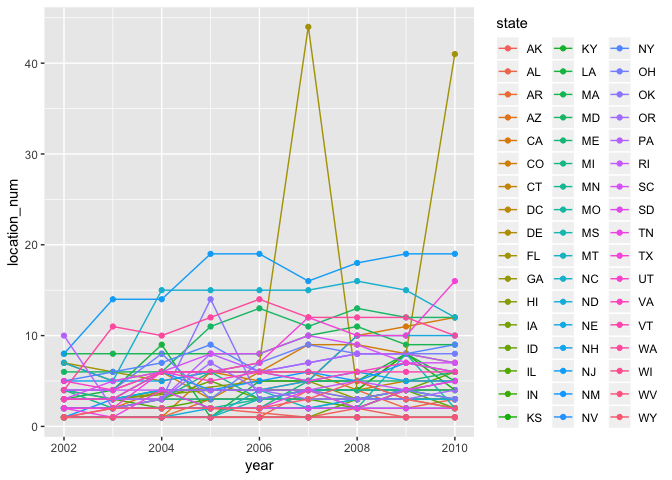 state
40
30
20
10
0
location_num
2002 2004 2006 2008 2010
year
AK KY NY
AL LA OH
AR MA OK
AZ MD OR
CA ME PA
CO MI RI
CT MN SC
DC MO SD
DE MS TN
FL MT TX
GA NC UT
HI ND VA
IA NE VT
ID NH WA
IL NJ WI
IN NM WV
KS NV WY